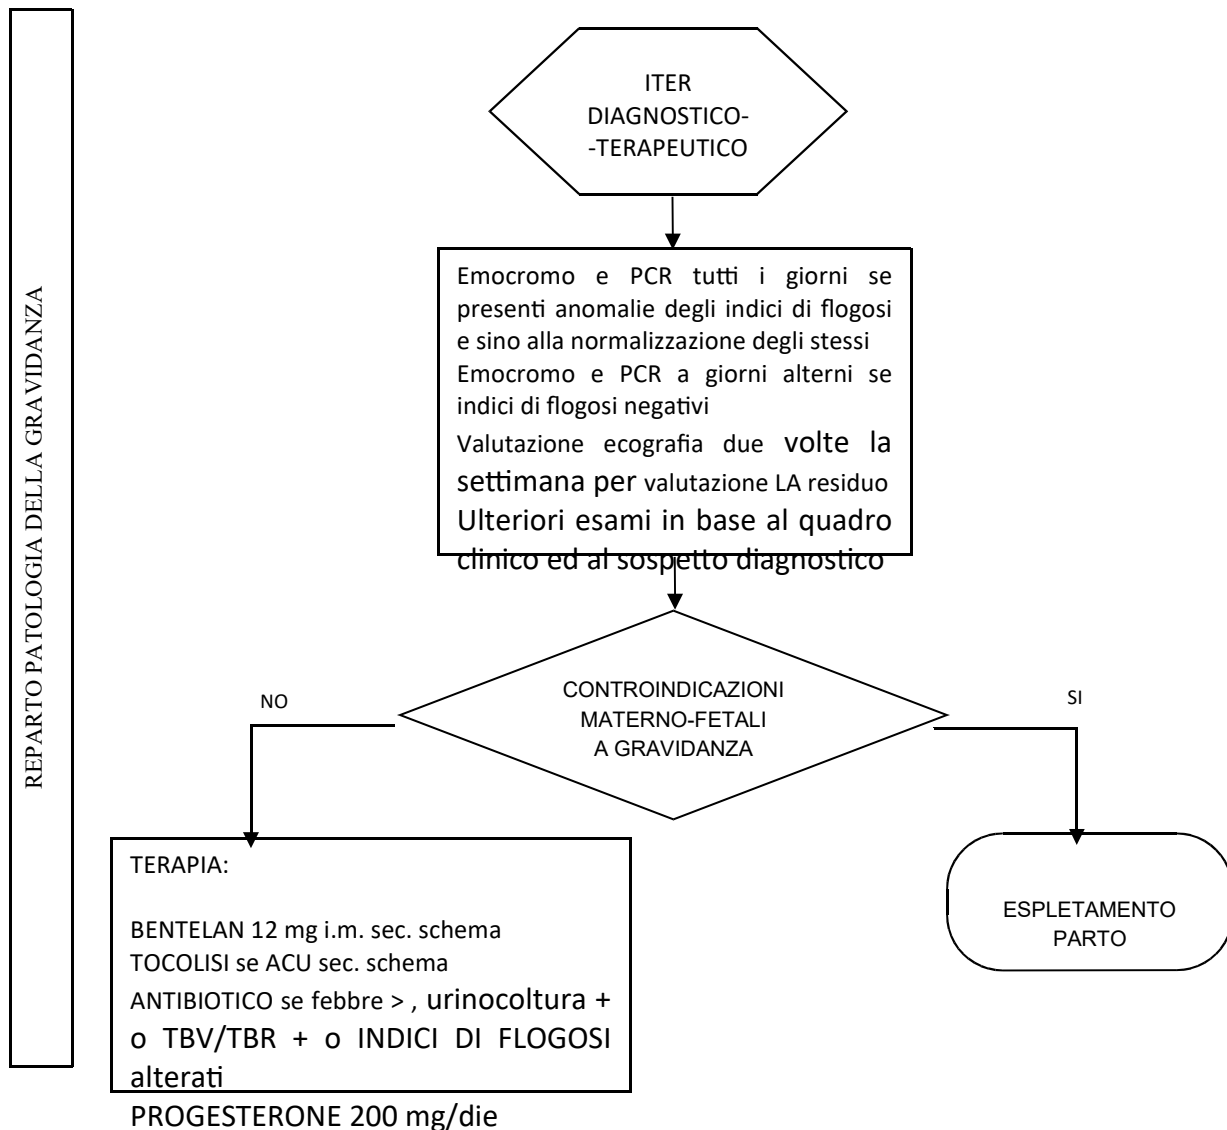 REPARTO PATOLOGIA DELLA GRAVIDANZA
ITER
DIAGNOSTICO-
-TERAPEUTICO
Emocromo e PCR tutti i giorni se
presenti anomalie degli indici di flogosi
e sino alla normalizzazione degli stessi
Emocromo e PCR a giorni alterni se
indici di flogosi negativi
Valutazione ecografia due volte la
settimana per valutazione LA residuo
Ulteriori esami in base al quadro
clinico ed al sospetto diagnostico
CONTROINDICAZIONI
MATERNO-FETALI
A GRAVIDANZA
NO
SI
TERAPIA:
BENTELAN 12 mg i.m. sec. schema
TOCOLISI se ACU sec. schema
ANTIBIOTICO se febbre > , urinocoltura +
o TBV/TBR + o INDICI DI FLOGOSI
alterati
PROGESTERONE 200 mg/die
ESPLETAMENTO
PARTO